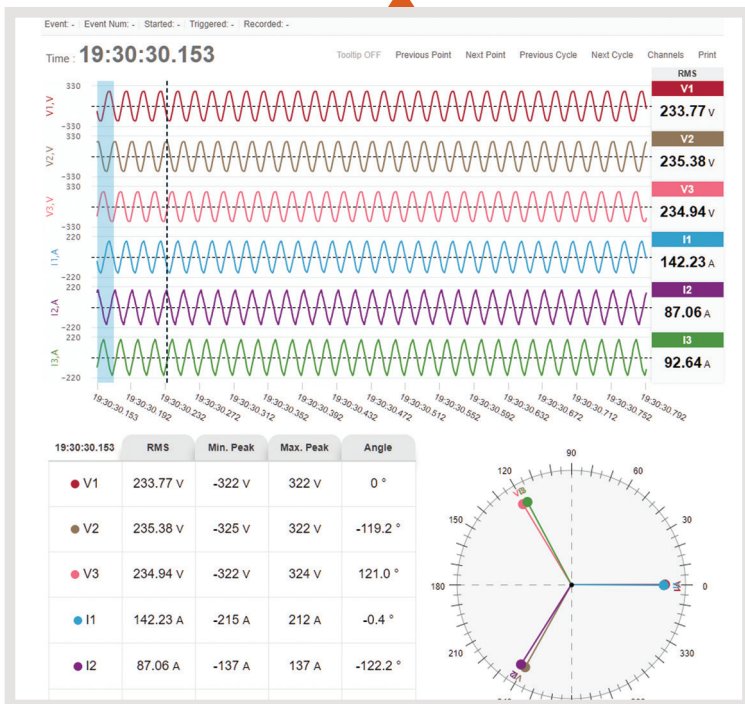 Event: - Event Num: - Started: - Triggered: - Recorded: -
Time : 19:30:30.153
Tooltip OFF Previous Point Next Point Previous Cycle Next Cycle Channels Print
RMS
330
V1,V
-330
V1
233.77 V
330
V2,V
-330
V2
235.38 V
330
V3,V
-330
V3
234.94 V
220
I1,A
-220
I1
142.23 A
220
I2,A
-220
I2
87.06 A
220
I3,A
-220
I3
92.64 A
19:30:30.153 19:30:30.192 19:30:30.232 19:30:30.272 19:30:30.312 19:30:30.352 19:30:30.392 19:30:30.432 19:30:30.472 19:30:30.512 19:30:30.552 19:30:30.592 19:30:30.632 19:30:30.672 19:30:30.712 19:30:30.752 19:30:30.792
19:30:30.153 RMS Min. Peak Max. Peak Angle
V1 233.77 V -322 V 322 V 0 °
V2 235.38 V -325 V 322 V -119.2 °
V3 234.94 V -322 V 324 V 121.0 °
I1 142.23 A -215 A 212 A -0.4 °
I2 87.06 A -137 A 137 A -122.2 °
90
120 60
150 30
180 0
210 330